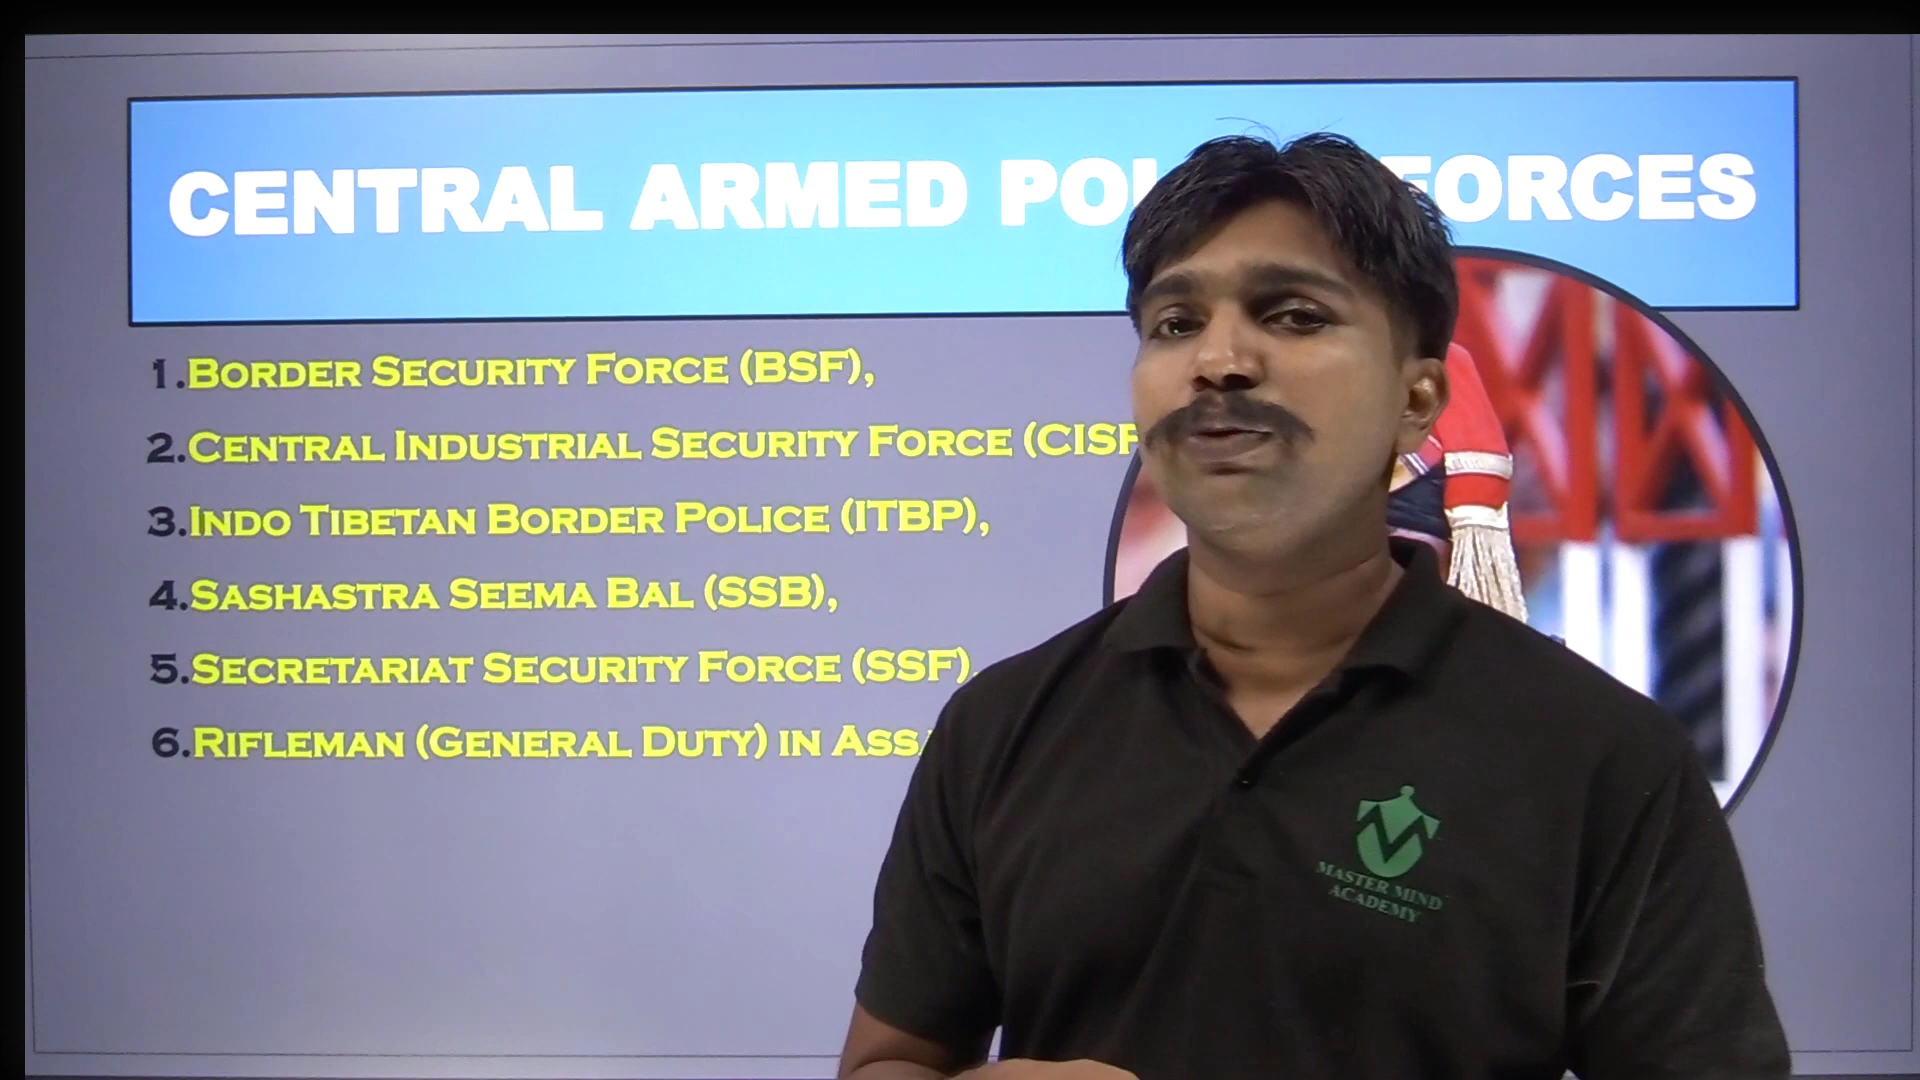 CENTRAL ARMED FORCES
1.BORDER SECURITY FORCE (BSF),
2.CENTRAL INDUSTRIAL SECURITY FORCE (CISF
3.INDO TIBETAN BORDER POLICE (ITBP),
4.SASHASTRA SEEMA BAL (SSB),
5.SECRETARIAT SECURITY FORCE (SSF),
6.RIFLEMAN (GENERAL DUTY) IN
MASTER MIND
ACADEMY